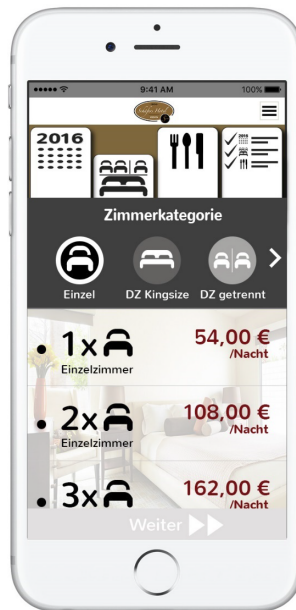 9:41 AM
100%
2016
2016
Zimmerkategorie
Einzel
DZ Kingsize
DZ getrennt
1x
54,00 €
/Nacht
Einzelzimmer
2x
108,00 €
/Nacht
Einzelzimmer
3x
162,00 €
/Nacht
Weiter